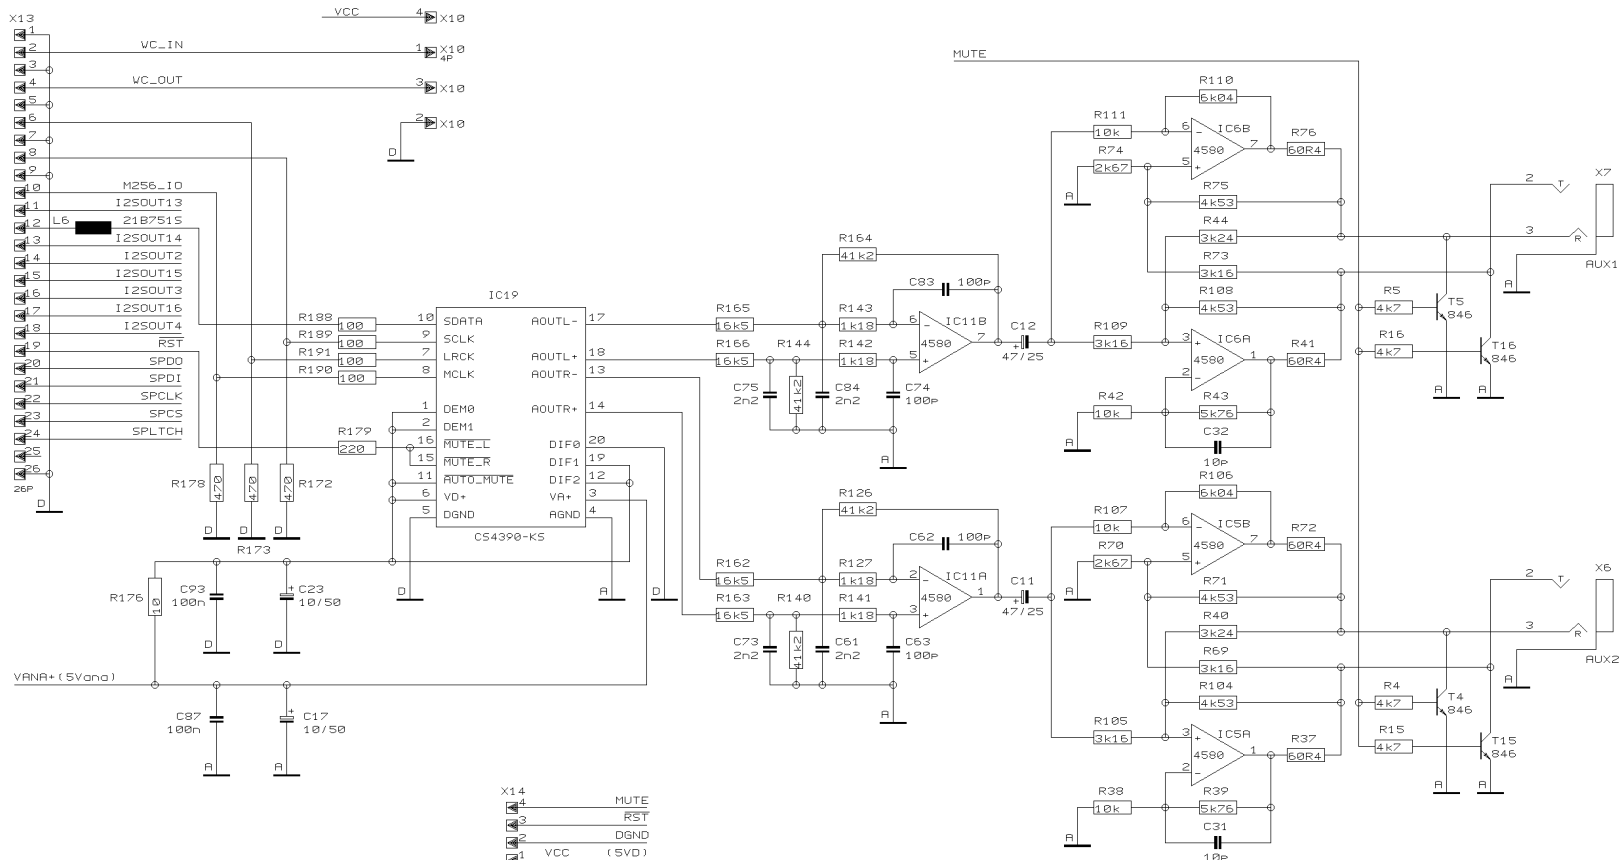 X13
1
2
3
4
5
6
7
8
9
10
11
12
13
14
15
16
17
18
19
20
21
22
23
24
25
26
26P
WC_IN
WC_OUT
M256_IO
I2SOUT13
L6
21B751S
I2SOUT14
I2SOUT2
I2SOUT15
I2SOUT3
I2SOUT16
I2SOUT4
RST
SPDO
SPDI
SPCLK
SPCS
SPLTCH
D
VCC
4
X10
1
X10
4P
3
X10
2
X10
D
R178
470
470
470
R172
D
D
D
R173
R188
100
R189
100
R191
100
R190
100
R179
220
IC19
10
SDATA
9
SCLK
7
LRCK
8
MCLK
1
DEM0
2
DEM1
16
MUTE_L
15
MUTE_R
11
AUTO_MUTE
6
VD+
5
DGND
AOUTL-
17
AOUTL+
18
AOUTR-
13
AOUTR+
14
DIF0
20
DIF1
19
DIF2
12
VA+
3
AGND
4
CS4390-KS
D
A
D
R176
10
C93
100n
C23
+
10/50
D
D
VANA+(5Vana)
C87
100n
C17
+
10/50
A
A
X14
4
MUTE
3
RST
2
DGND
1
VCC
(5VD)
R164
41k2
C83
100p
R165
16k5
R143
1k18
R166
16k5
R144
41k2
R142
1k18
C75
2n2
C84
2n2
C74
100p
A
6
-
5
+
IC11B
4580
7
C12
+
47/25
R126
41k2
C62
100p
R162
16k5
R127
1k18
R163
16k5
R140
41k2
R141
1k18
C73
2n2
C61
2n2
C63
100p
A
2
-
3
+
IC11A
4580
1
C11
+
47/25
MUTE
R110
6k04
R111
10k
R74
2k67
A
6
-
5
+
IC6B
4580
7
R76
60R4
R75
4k53
R44
3k24
R73
3k16
R108
4k53
R109
3k16
3
+
2
-
IC6A
4580
1
R41
60R4
R42
10k
A
R43
5k76
C32
10p
R5
4k7
R16
4k7
T5
846
T16
846
A
A
X7
2
T
3
R
A
AUX1
R106
6k04
R107
10k
R70
2k67
A
6
-
5
+
IC5B
4580
7
R72
60R4
R71
4k53
R40
3k24
R69
3k16
R104
4k53
R105
3k16
3
+
2
-
IC5A
4580
1
R37
60R4
R38
10k
A
R39
5k76
C31
10p
R4
4k7
R15
4k7
T4
846
T15
846
A
A
X6
2
T
3
R
A
AUX2